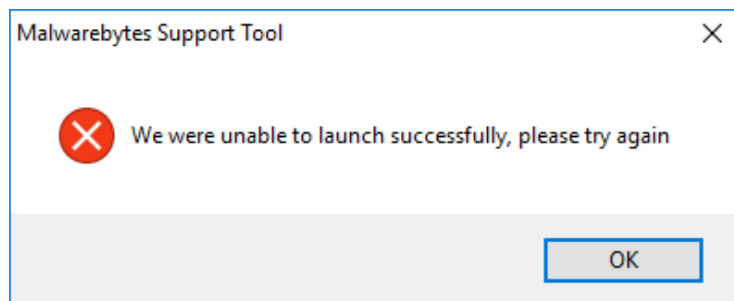 Malwarebytes Support Tool
We were unable to launch successfully, please try again
OK